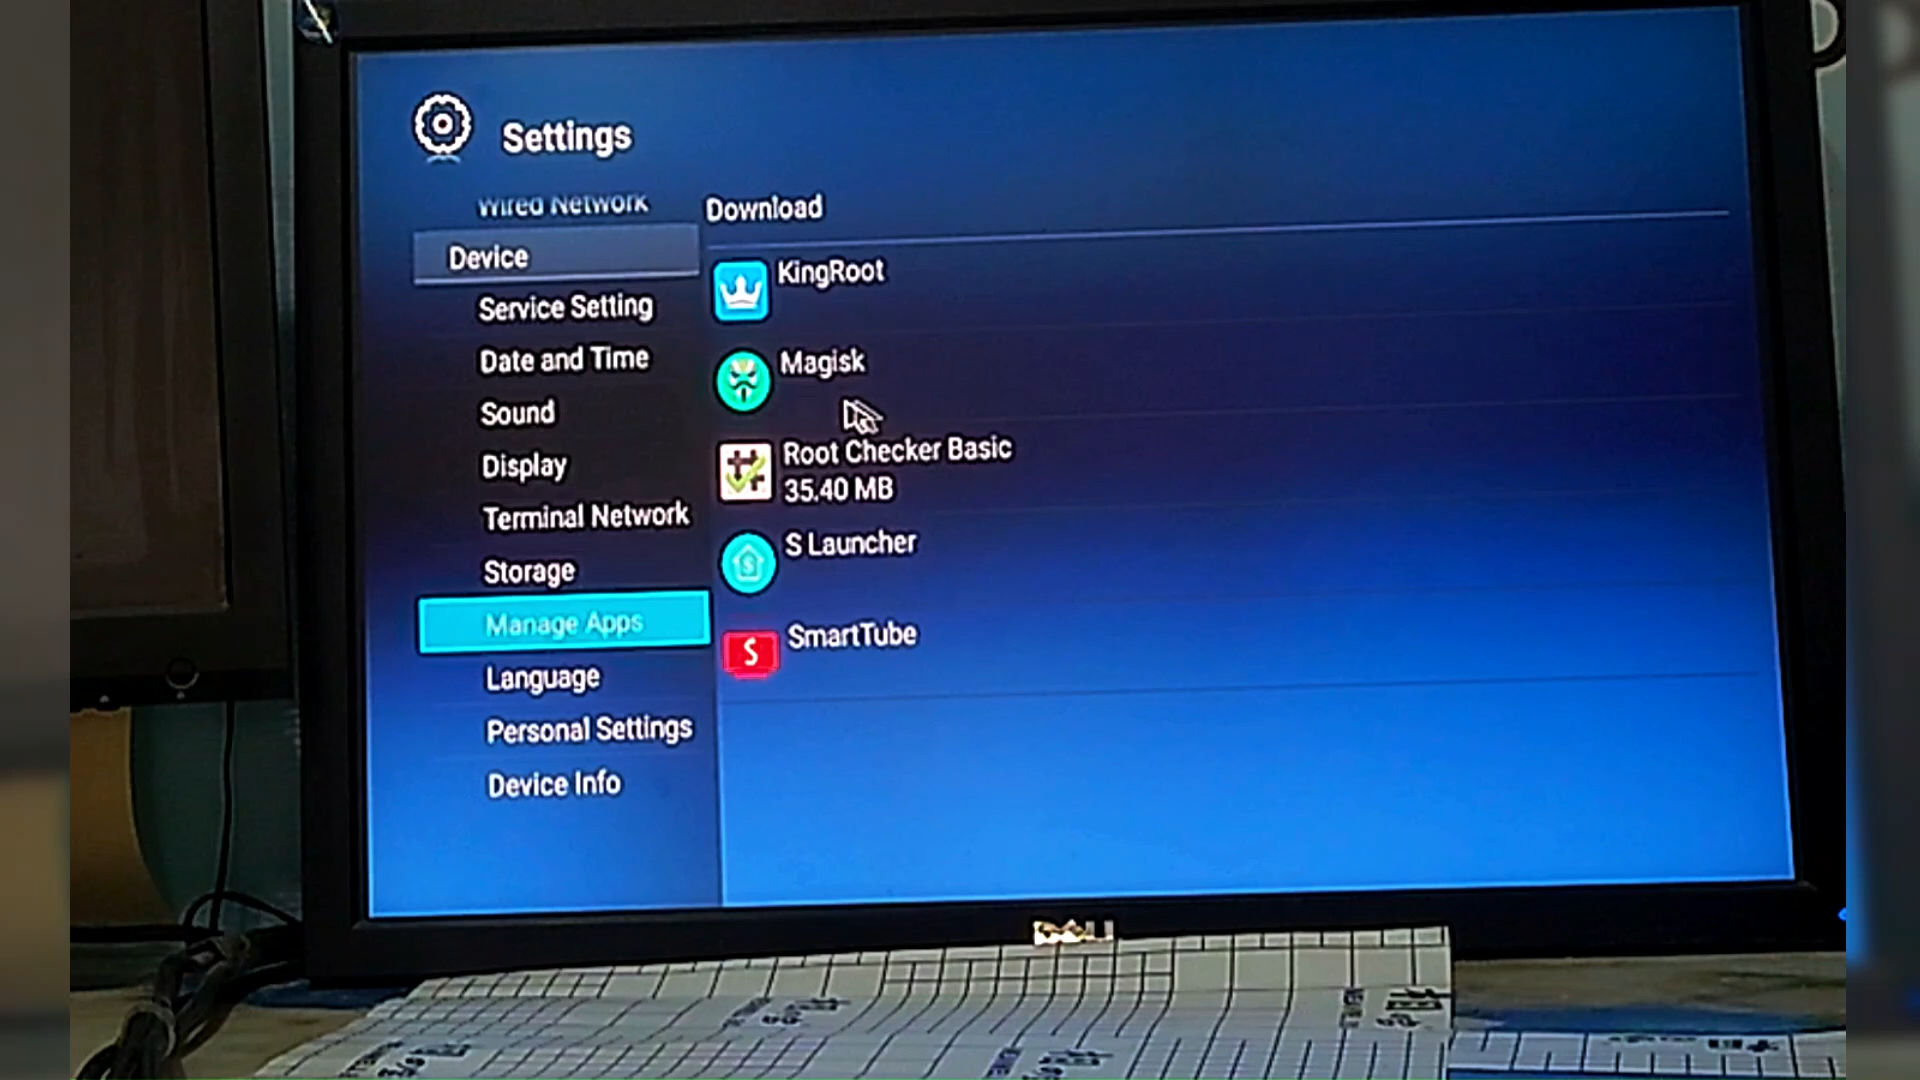 Settings
Wired Network
Device
Service Setting
Date and Time
Sound
Display
Terminal Network
Storage
Manage Apps
Language
Personal Settings
Device Info
Download
KingRoot
Magisk
Root Checker Basic
35.40 MB
S Launcher
S
SmartTube
DELL